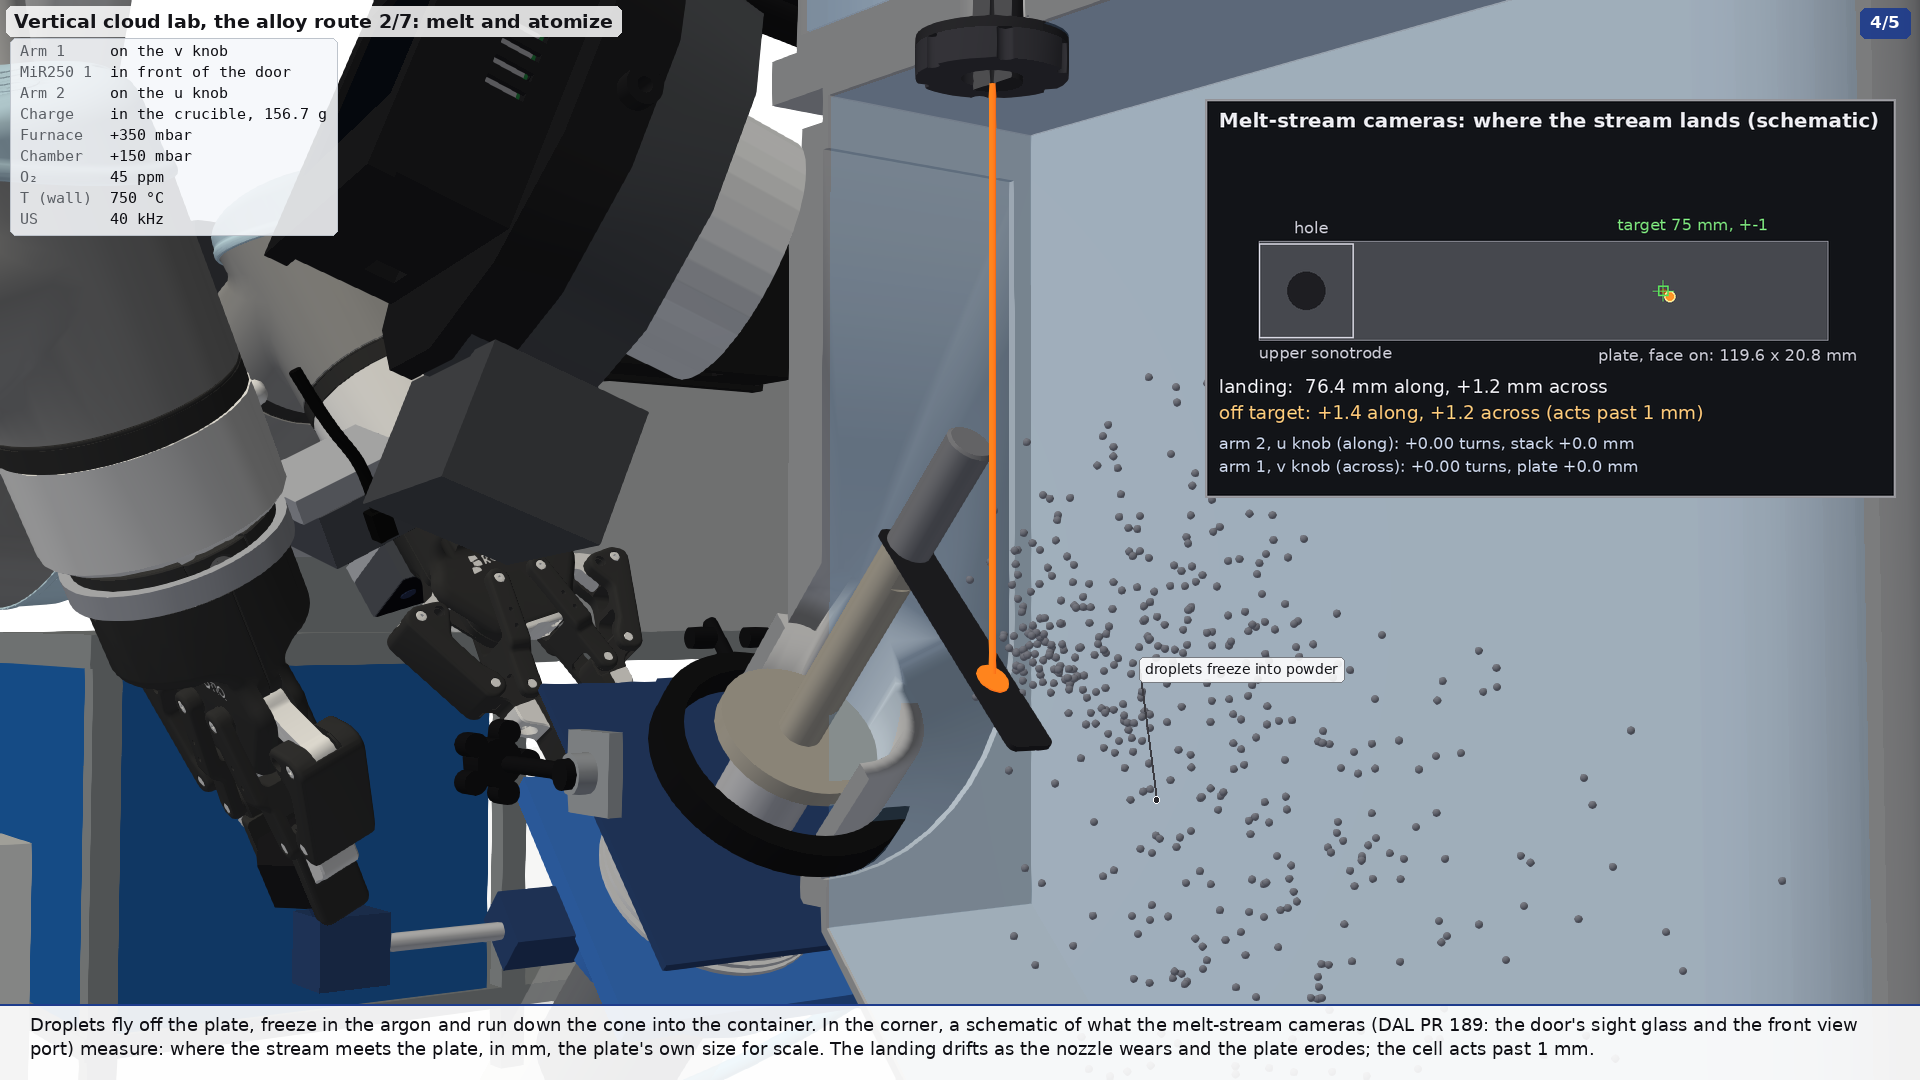 Vertical cloud lab, the alloy route 2/7: melt and atomize
4/5
Arm 1 on the v knob
MiR250 1 in front of the door
Arm 2 on the u knob
Charge in the crucible, 156.7 g
Furnace +350 mbar
Chamber +150 mbar
O₂ 45 ppm
T (wall) 750 °C
US 40 kHz
Melt-stream cameras: where the stream lands (schematic)
hole
target 75 mm, +-1
upper sonotrode
plate, face on: 119.6 x 20.8 mm
landing: 76.4 mm along, +1.2 mm across
off target: +1.4 along, +1.2 across (acts past 1 mm)
arm 2, u knob (along): +0.00 turns, stack +0.0 mm
arm 1, v knob (across): +0.00 turns, plate +0.0 mm
droplets freeze into powder
Droplets fly off the plate, freeze in the argon and run down the cone into the container. In the corner, a schematic of what the melt-stream cameras (DAL PR 189: the door's sight glass and the front view
port) measure: where the stream meets the plate, in mm, the plate's own size for scale. The landing drifts as the nozzle wears and the plate erodes; the cell acts past 1 mm.